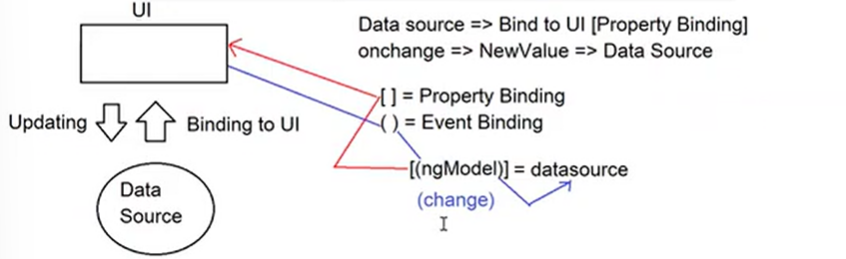 UI
Data source => Bind to UI [Property Binding]
onchange => NewValue => Data Source
[ ] = Property Binding
( ) = Event Binding
Updating
Binding to UI
[(ngModel)] = datasource
(change)
Data
Source